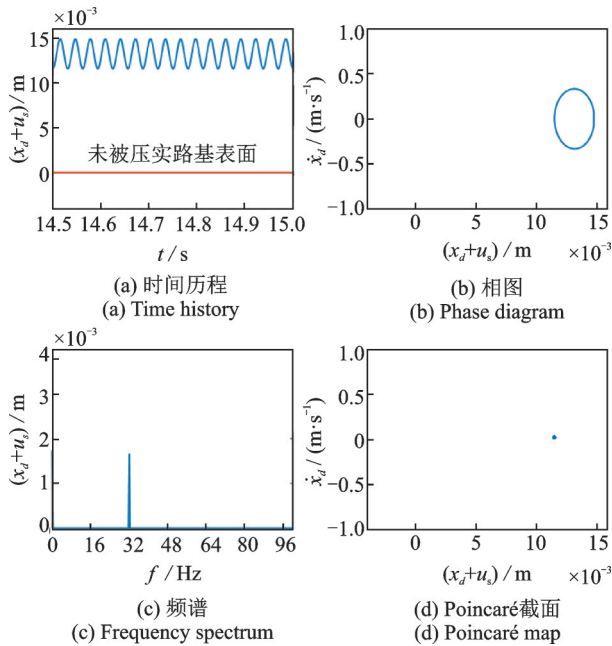 ×10⁻³
15
10
5
0
(x_d+u_s) / m
未被压实路基表面
14.5 14.6 14.7 14.8 14.9 15.0
t / s
(a) 时间历程
(a) Time history
1.0
0.5
0
−0.5
−1.0
ẋ_d / (m·s⁻¹)
0 5 10 15
(x_d+u_s) / m ×10⁻³
(b) 相图
(b) Phase diagram
×10⁻³
4
3
2
1
0
(x_d+u_s) / m
0 16 32 48 64 80 96
f / Hz
(c) 频谱
(c) Frequency spectrum
1.0
0.5
0
−0.5
−1.0
ẋ_d / (m·s⁻¹)
0 5 10 15
(x_d+u_s) / m ×10⁻³
(d) Poincaré截面
(d) Poincaré map